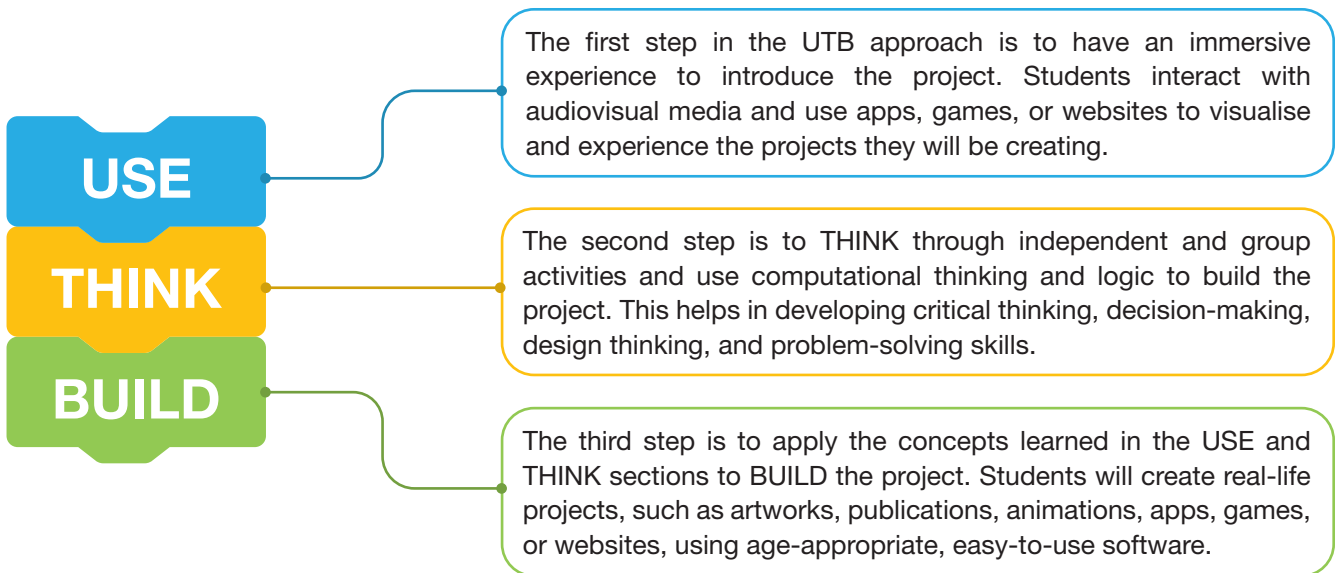 USE
The first step in the UTB approach is to have an immersive
experience to introduce the project. Students interact with
audiovisual media and use apps, games, or websites to visualise
and experience the projects they will be creating.
THINK
The second step is to THINK through independent and group
activities and use computational thinking and logic to build the
project. This helps in developing critical thinking, decision-making,
design thinking, and problem-solving skills.
BUILD
The third step is to apply the concepts learned in the USE and
THINK sections to BUILD the project. Students will create real-life
projects, such as artworks, publications, animations, apps, games,
or websites, using age-appropriate, easy-to-use software.